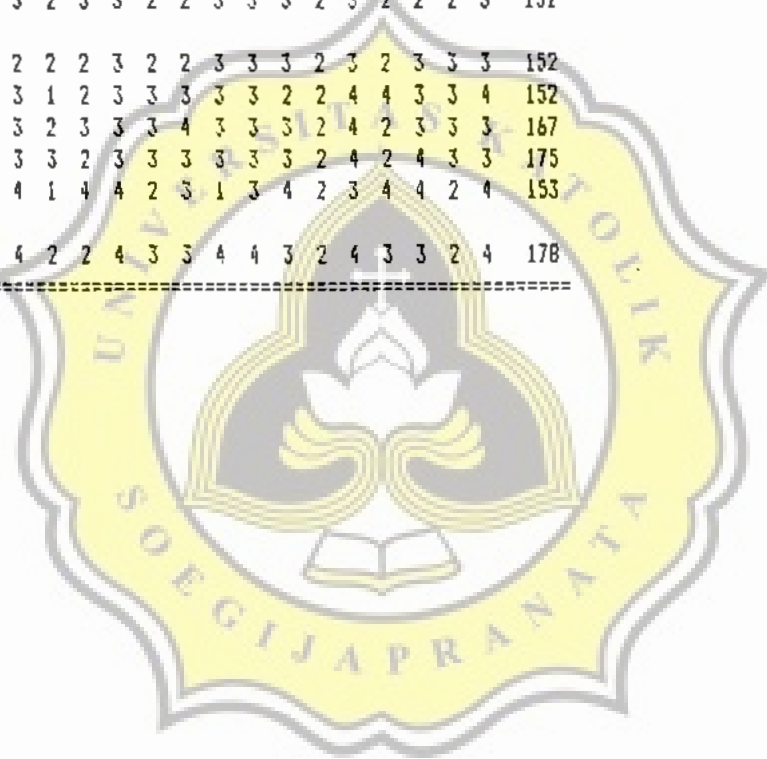 2 2 2 3 2 2 3 3 3 2 3 2 3 3 3 152
3 1 2 3 3 3 3 3 2 2 4 4 3 3 4 152
3 2 3 3 3 4 3 3 3 2 4 2 3 3 3 167
3 3 2 3 3 3 3 3 3 2 4 2 4 3 3 175
4 1 4 4 2 3 1 3 4 2 3 4 4 2 4 153
4 2 2 4 3 3 4 4 3 2 4 3 3 2 4 178
==================================================
UNIVERSITAS KATOLIK
SOEGIJAPRANATA